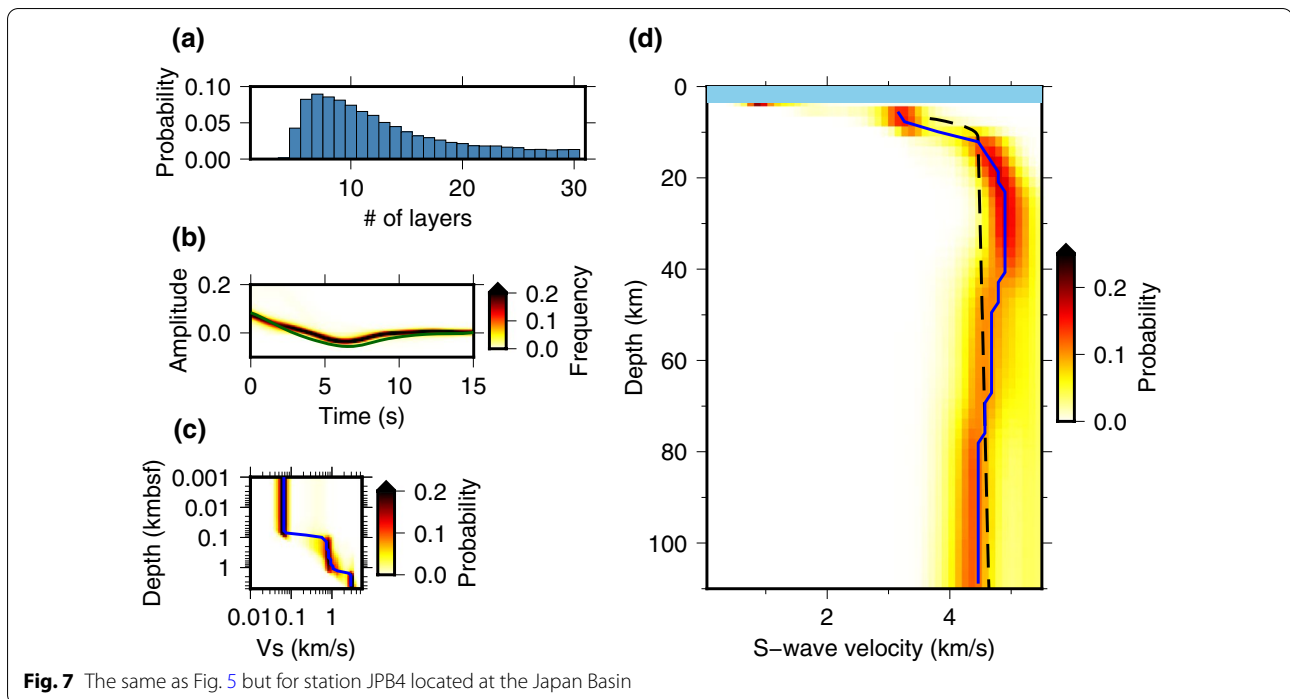 (a)
Probability
0.10
0.05
0.00
10 20 30
# of layers
(b)
Amplitude
0.2
0.0
0 5 10 15
Time (s)
0.2
0.1
0.0
Frequency
(c)
Depth (kmbsf)
0.001
0.01
0.1
1
0.01 0.1 1
Vs (km/s)
0.2
0.1
0.0
Probability
(d)
Depth (km)
0
20
40
60
80
100
2 4
S−wave velocity (km/s)
0.2
0.1
0.0
Probability
Fig. 7 The same as Fig. 5 but for station JPB4 located at the Japan Basin